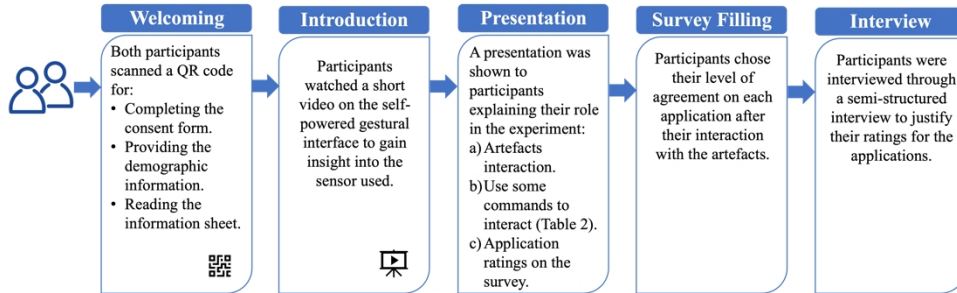 Welcoming
Both participants
scanned a QR code
for:
• Completing the
consent form.
• Providing the
demographic
information.
• Reading the
information sheet.
Introduction
Participants
watched a short
video on the self-
powered gestural
interface to gain
insight into the
sensor used.
Presentation
A presentation was
shown to
participants
explaining their role
in the experiment:
a) Artefacts
interaction.
b) Use some
commands to
interact (Table 2).
c) Application
ratings on the
survey.
Survey Filling
Participants chose
their level of
agreement on each
application after
their interaction
with the artefacts.
Interview
Participants were
interviewed through
a semi-structured
interview to justify
their ratings for the
applications.